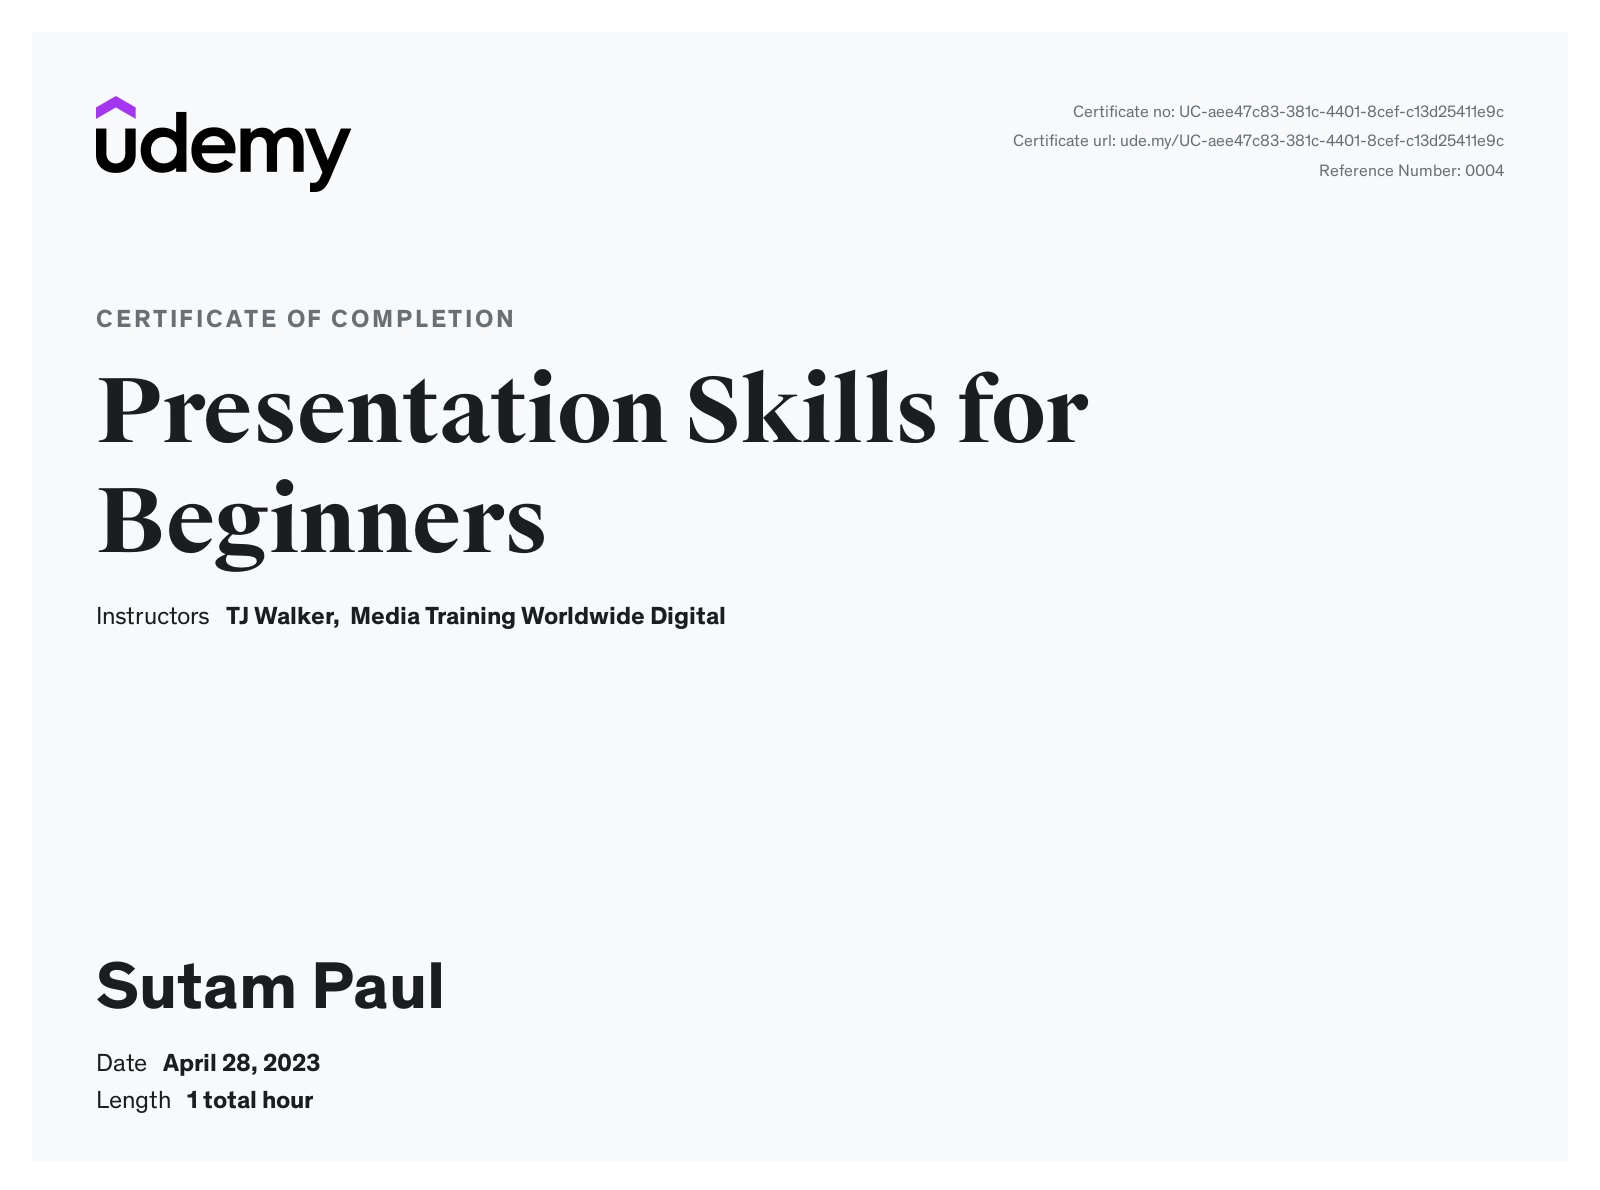 udemy
Certificate no: UC-aee47c83-381c-4401-8cef-c13d25411e9c
Certificate url: ude.my/UC-aee47c83-381c-4401-8cef-c13d25411e9c
Reference Number: 0004
CERTIFICATE OF COMPLETION
Presentation Skills for
Beginners
Instructors TJ Walker, Media Training Worldwide Digital
Sutam Paul
Date April 28, 2023
Length 1 total hour